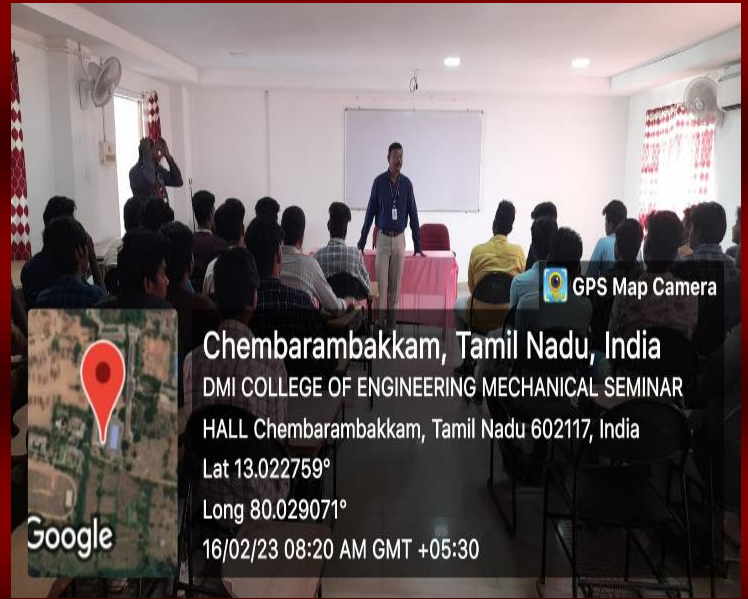 GPS Map Camera
Chembarambakkam, Tamil Nadu, India
DMI COLLEGE OF ENGINEERING MECHANICAL SEMINAR
HALL Chembarambakkam, Tamil Nadu 602117, India
Lat 13.022759°
Long 80.029071°
16/02/23 08:20 AM GMT +05:30
Google